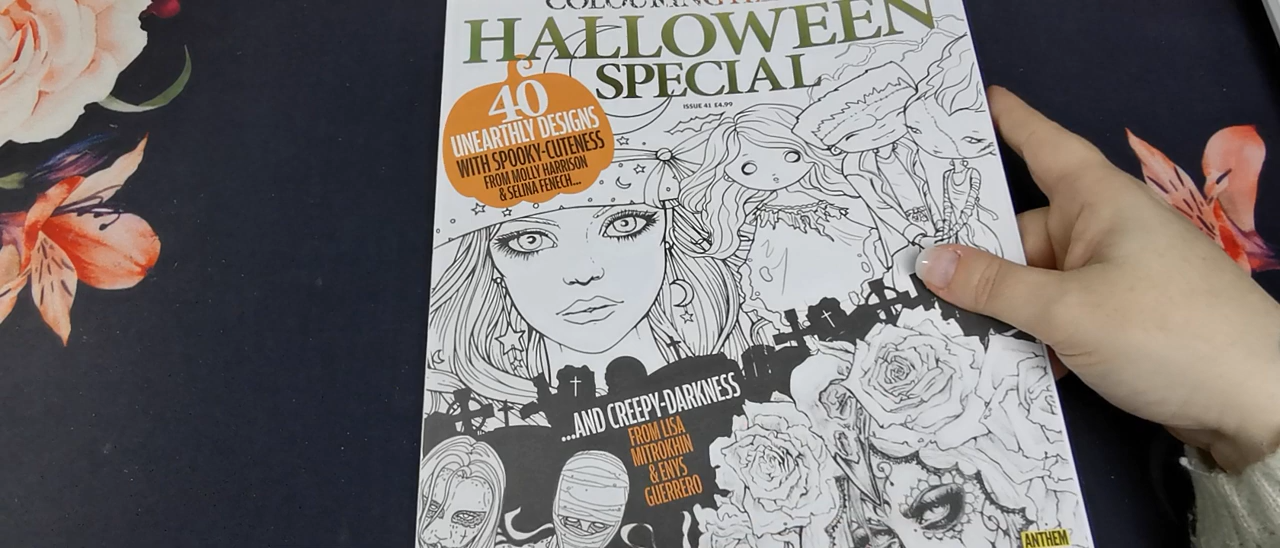 COLOURING
HALLOWEEN
SPECIAL
ISSUE 41 £4.99
40
UNEARTHLY DESIGNS
WITH SPOOKY-CUTENESS
FROM MOLLY HARRISON
& SELINA FENECH...
...AND CREEPY-DARKNESS
FROM LISA
MITROKHIN
& ENYS
GUERRERO
ANTHEM